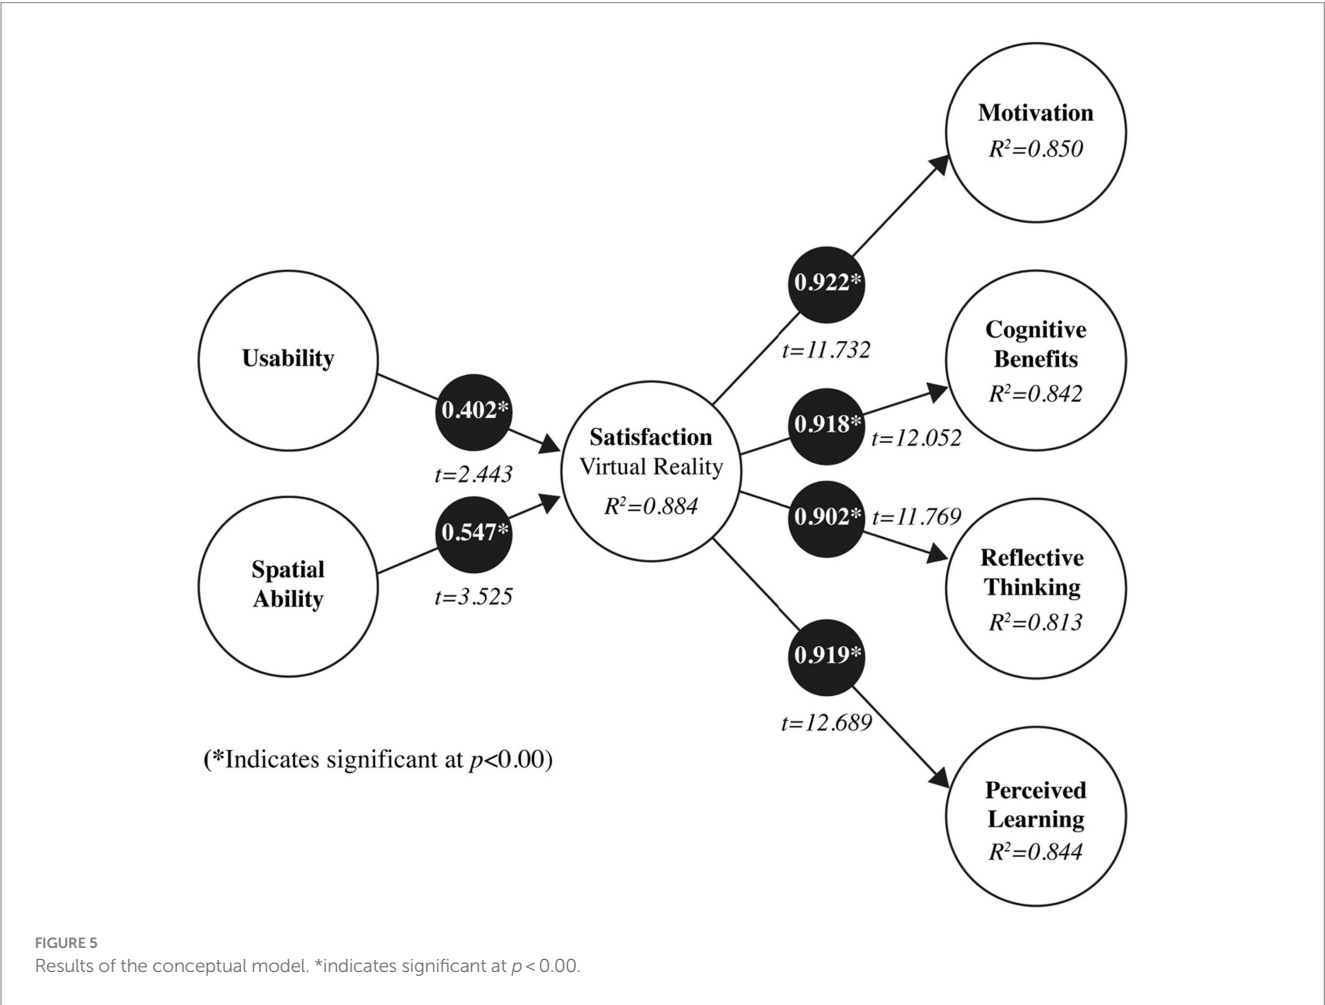 Motivation
R²=0.850
0.922*
t=11.732
Usability
0.402*
t=2.443
Cognitive
Benefits
R²=0.842
0.918*
t=12.052
Satisfaction
Virtual Reality
R²=0.884
Spatial
Ability
0.547*
t=3.525
0.902*
t=11.769
Reflective
Thinking
R²=0.813
0.919*
t=12.689
Perceived
Learning
R²=0.844
(*Indicates significant at p<0.00)
FIGURE 5
Results of the conceptual model. *indicates significant at p < 0.00.